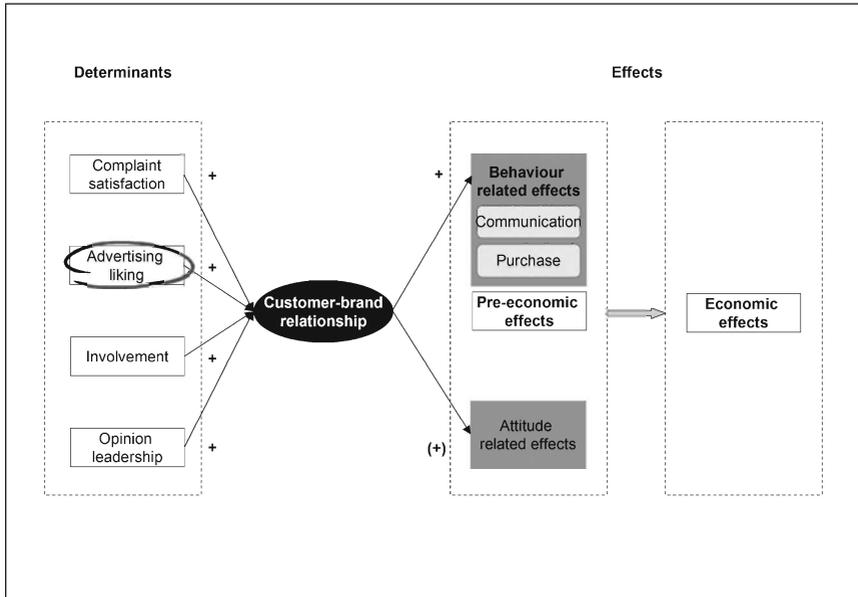 Determinants
Effects
Complaint
satisfaction
+
Advertising
liking
+
Involvement
+
Opinion
leadership
+
Customer-brand
relationship
+
Behaviour
related effects
Communication
Purchase
Pre-economic
effects
(+)
Attitude
related effects
Economic
effects